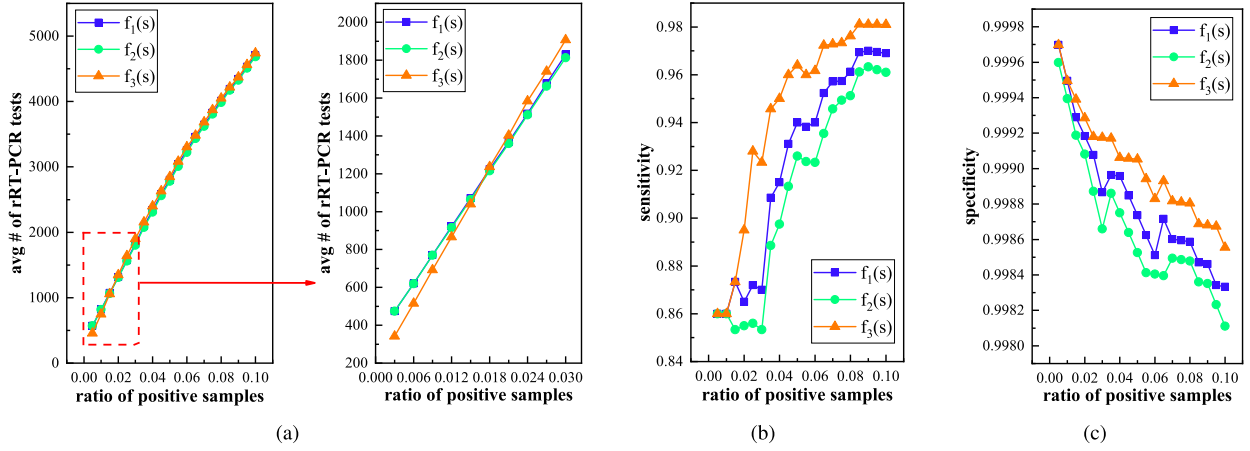 f₁(s)
f₂(s)
f₃(s)
avg # of rRT-PCR tests
5000
4000
3000
2000
1000
0
0.00 0.02 0.04 0.06 0.08 0.10
ratio of positive samples
f₁(s)
f₂(s)
f₃(s)
avg # of rRT-PCR tests
2000
1800
1600
1400
1200
1000
800
600
400
200
0.000 0.006 0.012 0.018 0.024 0.030
ratio of positive samples
(a)
sensitivity
0.98
0.96
0.94
0.92
0.90
0.88
0.86
0.84
f₁(s)
f₂(s)
f₃(s)
0.00 0.02 0.04 0.06 0.08 0.10
ratio of positive samples
(b)
specificity
0.9998
0.9996
0.9994
0.9992
0.9990
0.9988
0.9986
0.9984
0.9982
0.9980
f₁(s)
f₂(s)
f₃(s)
0.00 0.02 0.04 0.06 0.08 0.10
ratio of positive samples
(c)